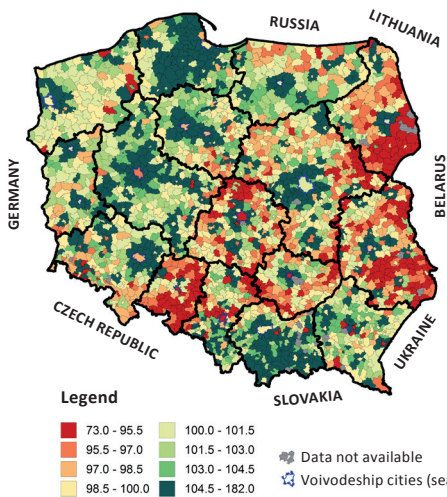 RUSSIA
LITHUANIA
GERMANY
BELARUS
CZECH REPUBLIC
UKRAINE
SLOVAKIA
Legend
73.0 - 95.5
95.5 - 97.0
97.0 - 98.5
98.5 - 100.0
100.0 - 101.5
101.5 - 103.0
103.0 - 104.5
104.5 - 182.0
Data not available
Voivodeship cities